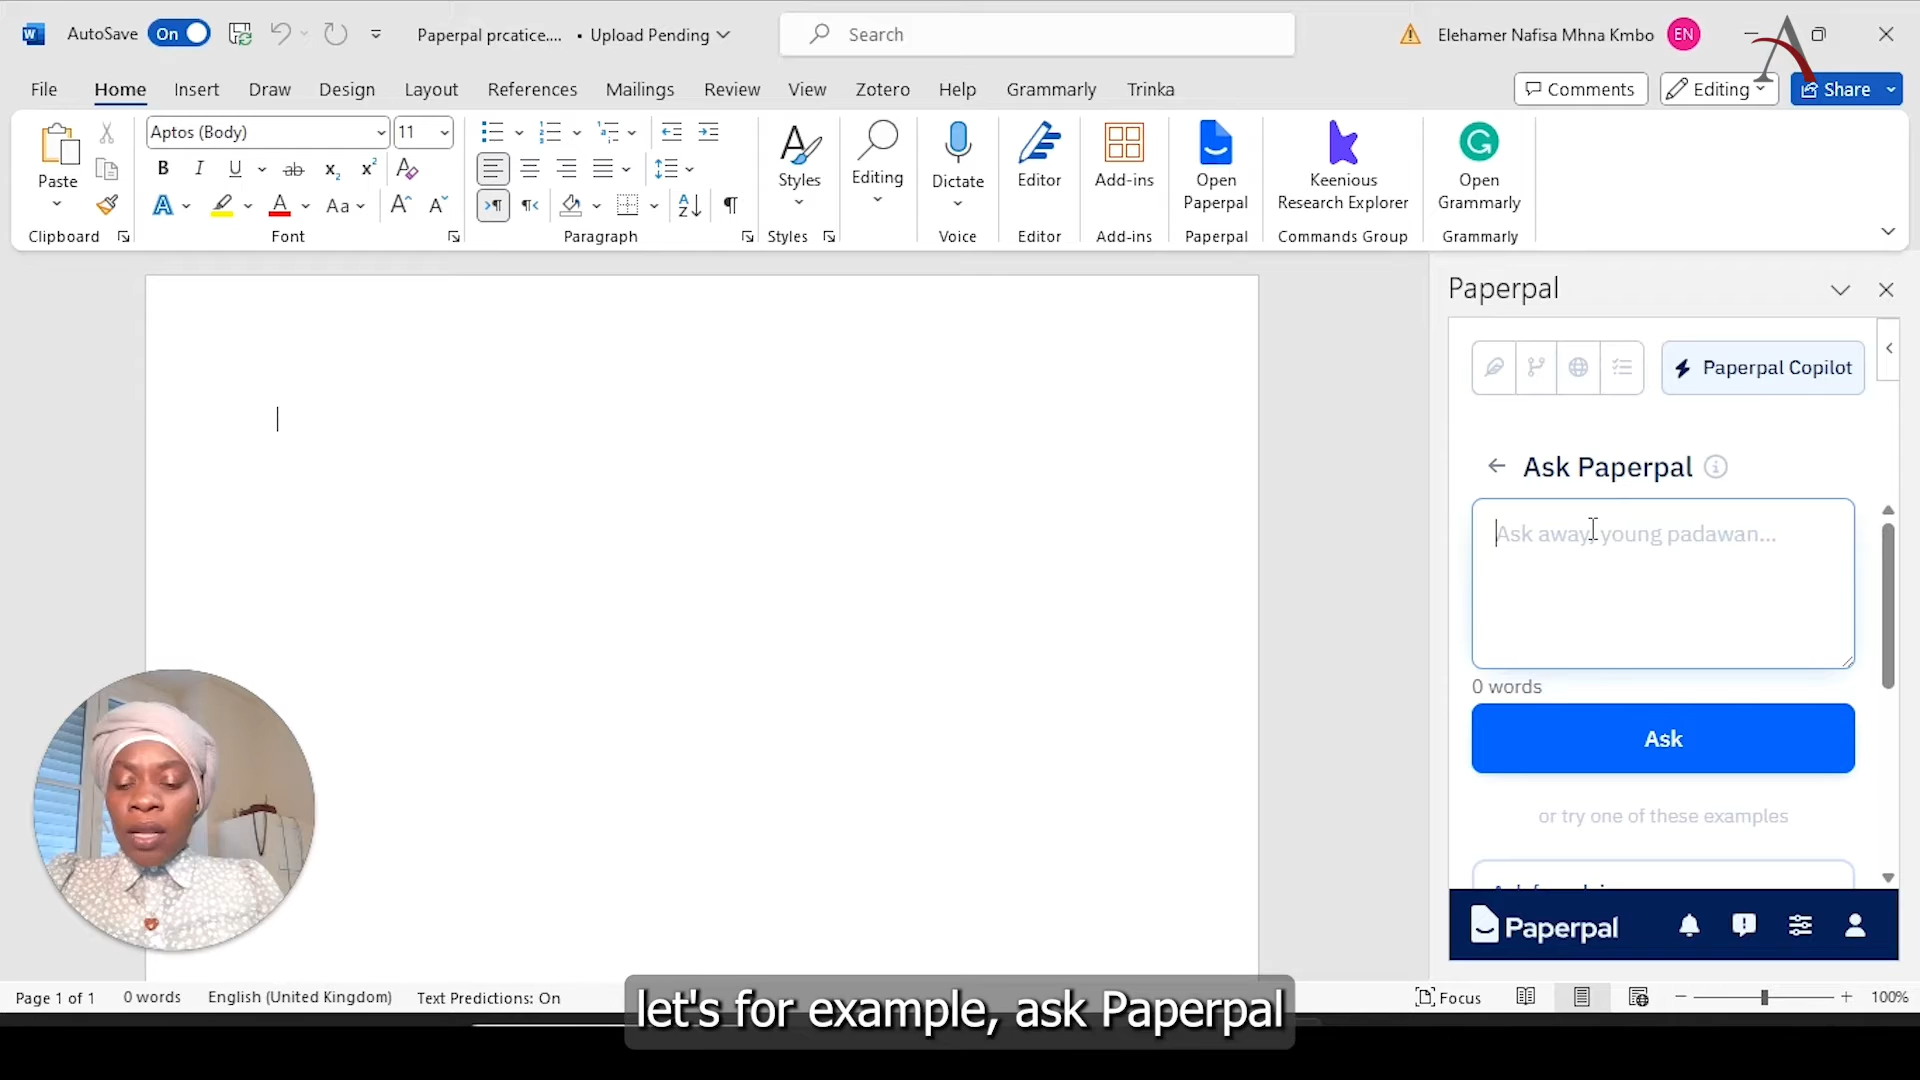 AutoSave On Paperpal prcatice.... • Upload Pending Search Elehamer Nafisa Mhna Kmbo EN
File Home Insert Draw Design Layout References Mailings Review View Zotero Help Grammarly Trinka Comments Editing Share
Aptos (Body) 11
Paste Styles Editing Dictate Editor Add-ins Open Paperpal Keenious Research Explorer Open Grammarly
Clipboard Font Paragraph Styles Voice Editor Add-ins Paperpal Commands Group Grammarly
Paperpal
Paperpal Copilot
Ask Paperpal
Ask away, young padawan...
0 words
Ask
or try one of these examples
Paperpal
Page 1 of 1 0 words English (United Kingdom) Text Predictions: On Focus 100%
let's for example, ask Paperpal